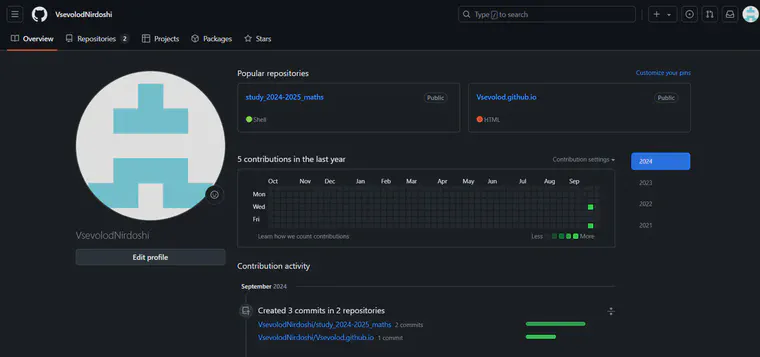 VsevolodNirdoshi
Type / to search
Overview Repositories 2 Projects Packages Stars
Popular repositories
Customize your pins
study_2024-2025_maths Public
Shell
Vsevolod.github.io Public
HTML
5 contributions in the last year
Contribution settings
2024
2023
2022
2021
Oct Nov Dec Jan Feb Mar Apr May Jun Jul Aug Sep
Mon
Wed
Fri
Learn how we count contributions
Less More
VsevolodNirdoshi
Edit profile
Contribution activity
September 2024
Created 3 commits in 2 repositories
VsevolodNirdoshi/study_2024-2025_maths 2 commits
VsevolodNirdoshi/Vsevolod.github.io 1 commit